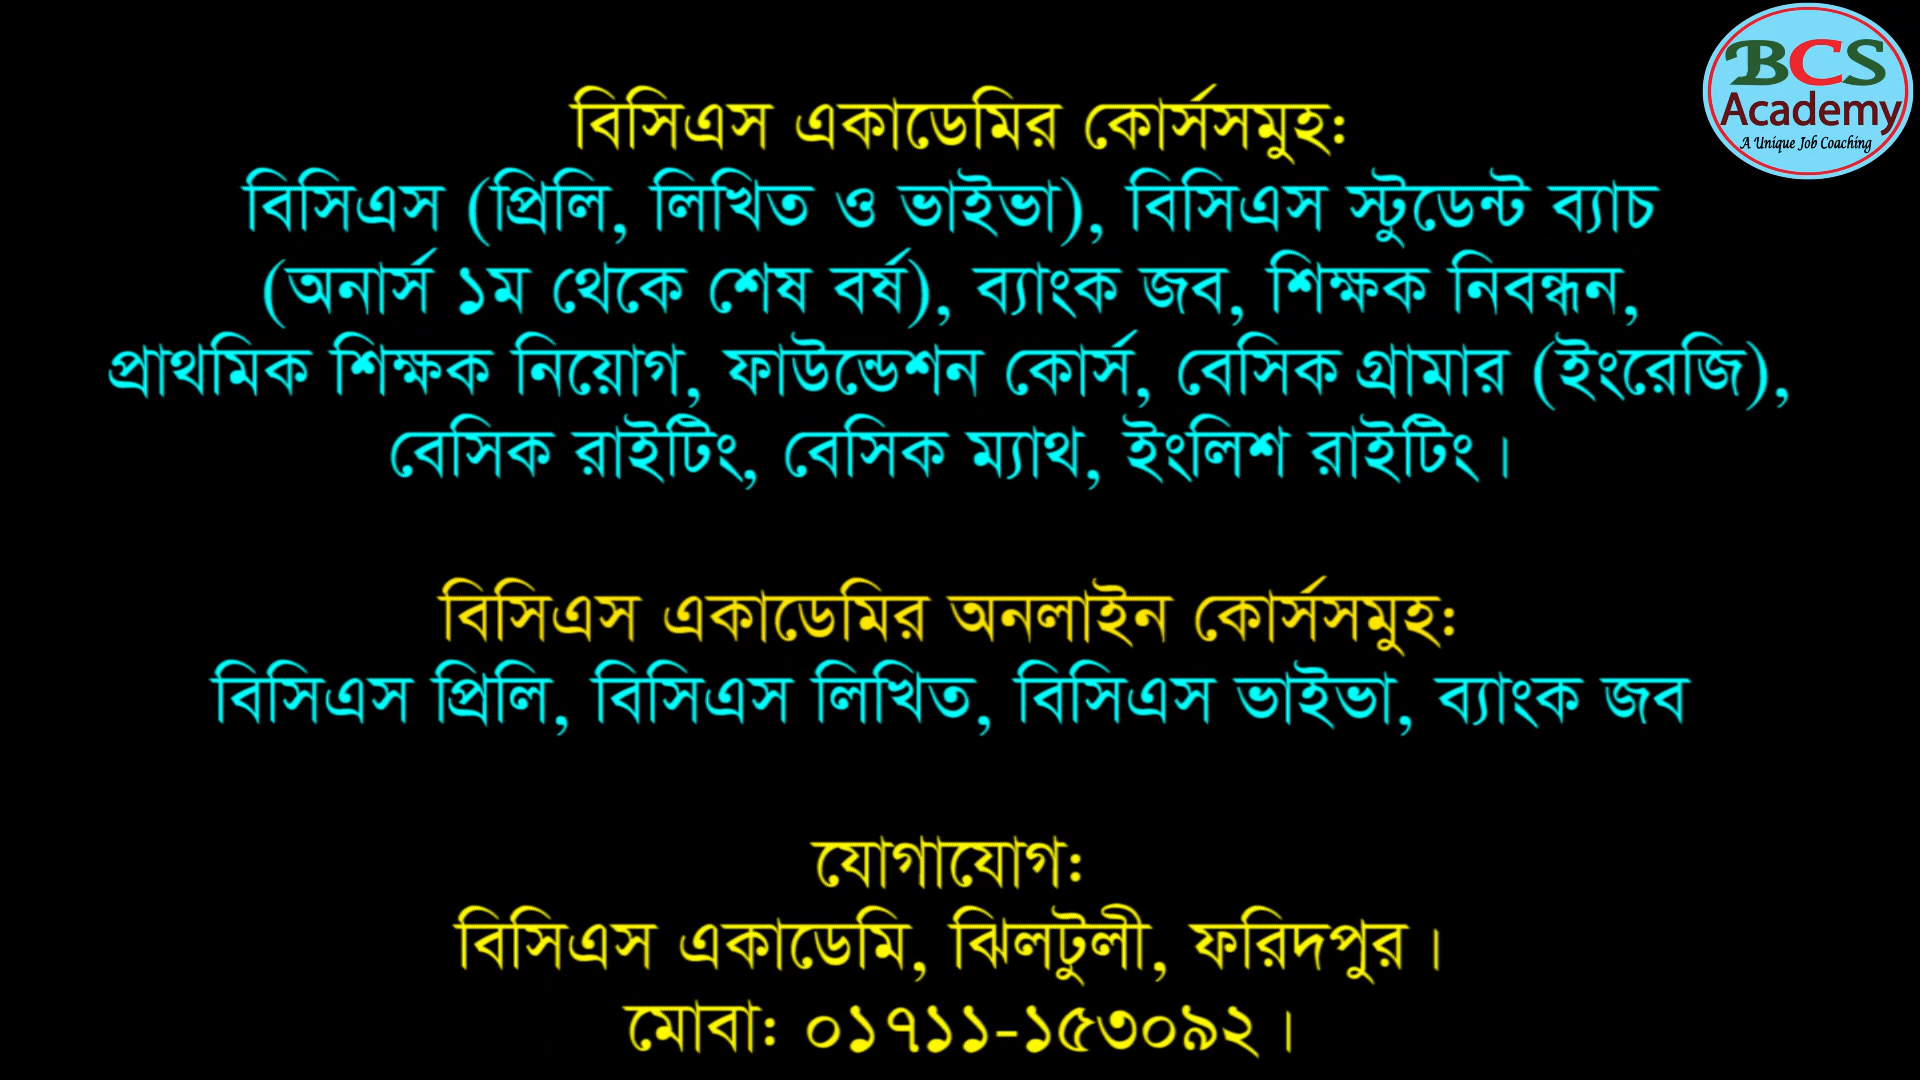 BCS
Academy
A Unique Job Coaching
বিসিএস একাডেমির কোর্সসমুহঃ
বিসিএস (প্রিলি, লিখিত ও ভাইভা), বিসিএস স্টুডেন্ট ব্যাচ
(অনার্স ১ম থেকে শেষ বর্ষ), ব্যাংক জব, শিক্ষক নিবন্ধন,
প্রাথমিক শিক্ষক নিয়োগ, ফাউন্ডেশন কোর্স, বেসিক গ্রামার (ইংরেজি),
বেসিক রাইটিং, বেসিক ম্যাথ, ইংলিশ রাইটিং।
বিসিএস একাডেমির অনলাইন কোর্সসমুহঃ
বিসিএস প্রিলি, বিসিএস লিখিত, বিসিএস ভাইভা, ব্যাংক জব
যোগাযোগঃ
বিসিএস একাডেমি, ঝিলটুলী, ফরিদপুর।
মোবাঃ ০১৭১১-১৫৩০৯২।